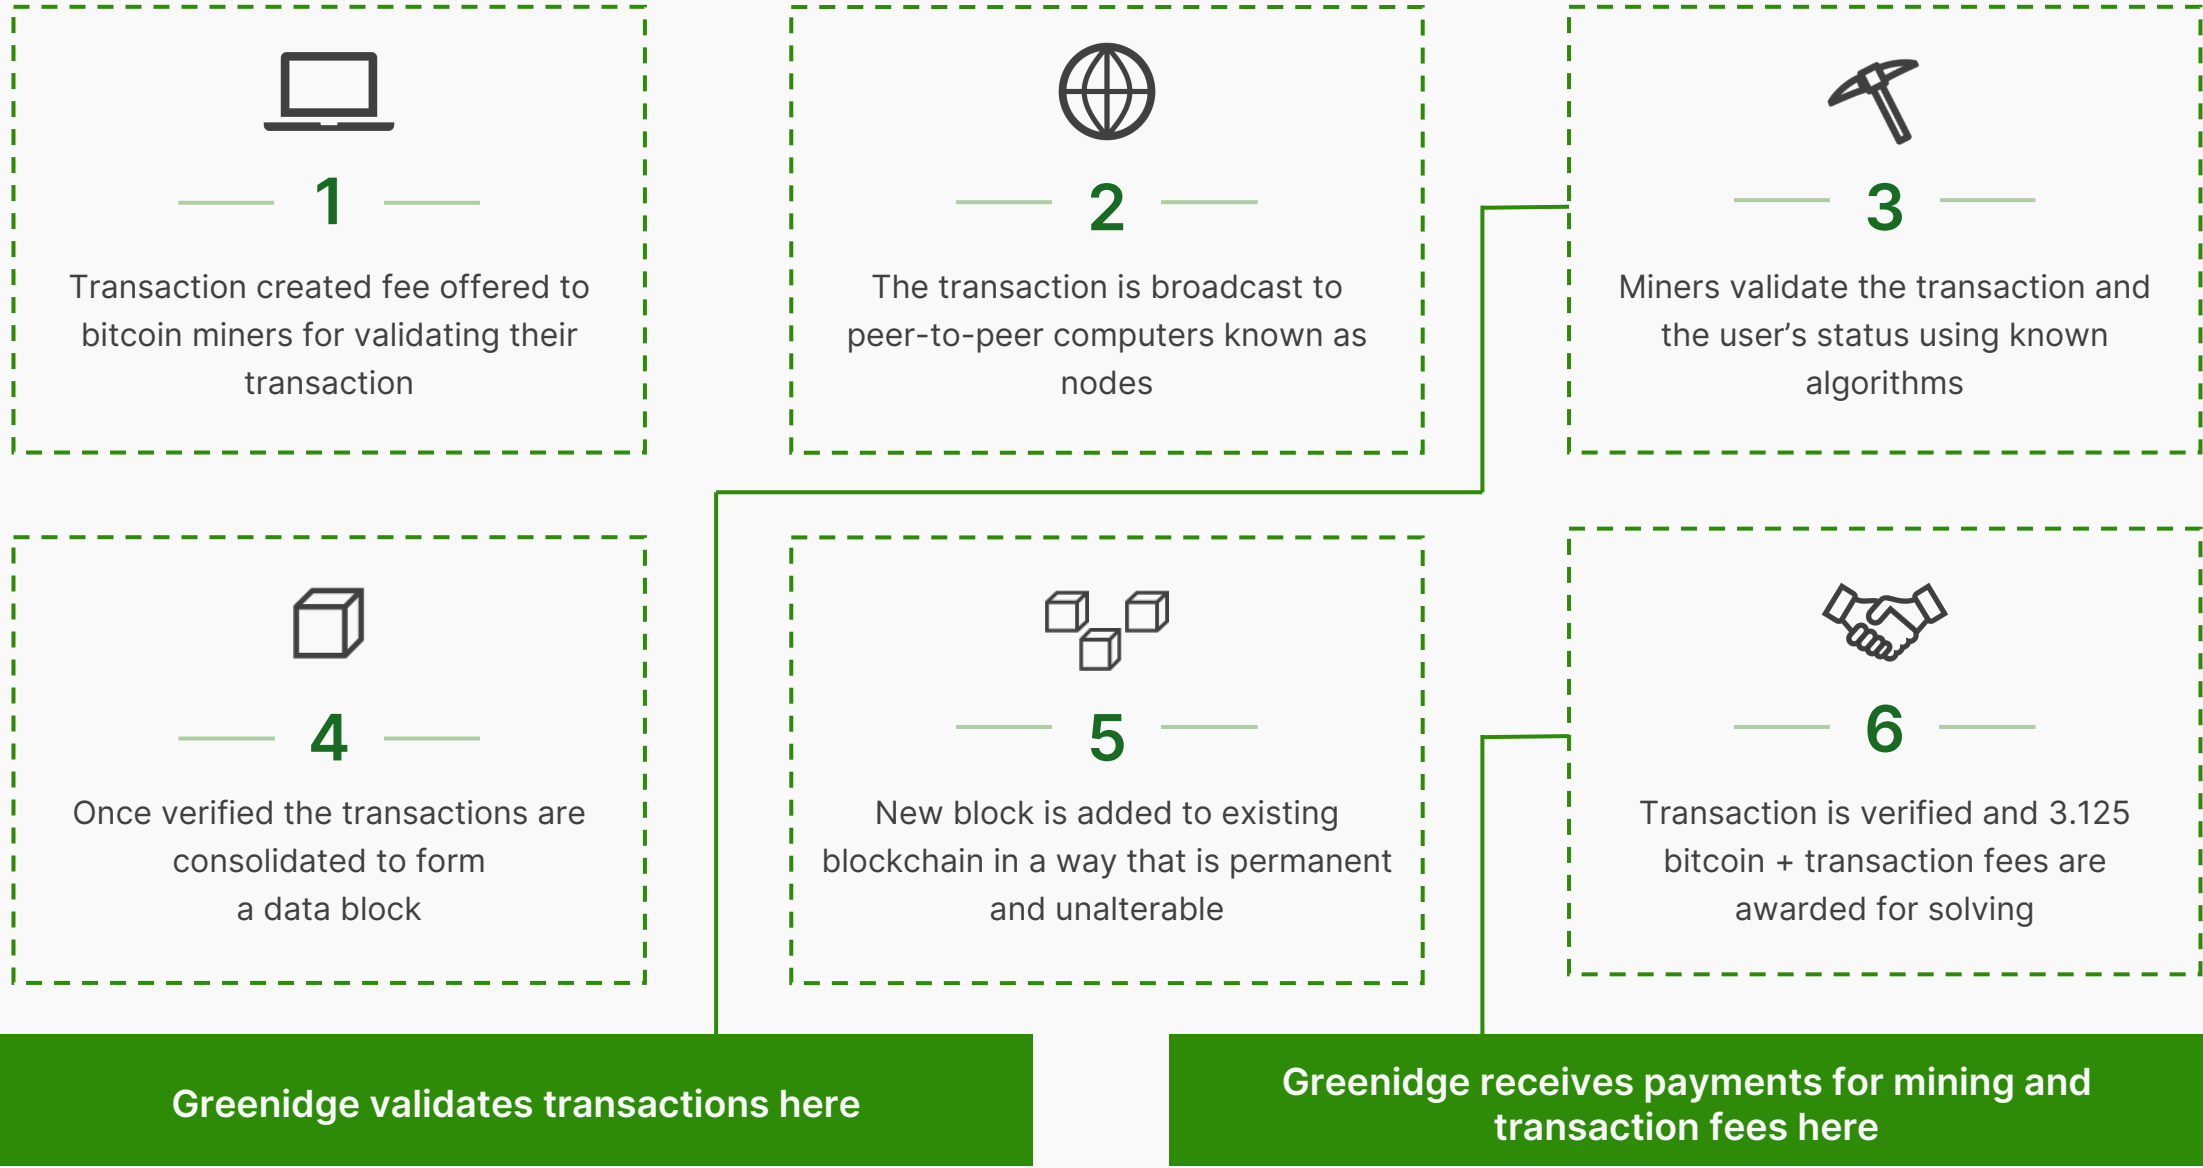 1
Transaction created fee offered to
bitcoin miners for validating their
transaction
2
The transaction is broadcast to
peer-to-peer computers known as
nodes
3
Miners validate the transaction and
the user’s status using known
algorithms
4
Once verified the transactions are
consolidated to form
a data block
5
New block is added to existing
blockchain in a way that is permanent
and unalterable
6
Transaction is verified and 3.125
bitcoin + transaction fees are
awarded for solving
Greenidge validates transactions here
Greenidge receives payments for mining and
transaction fees here